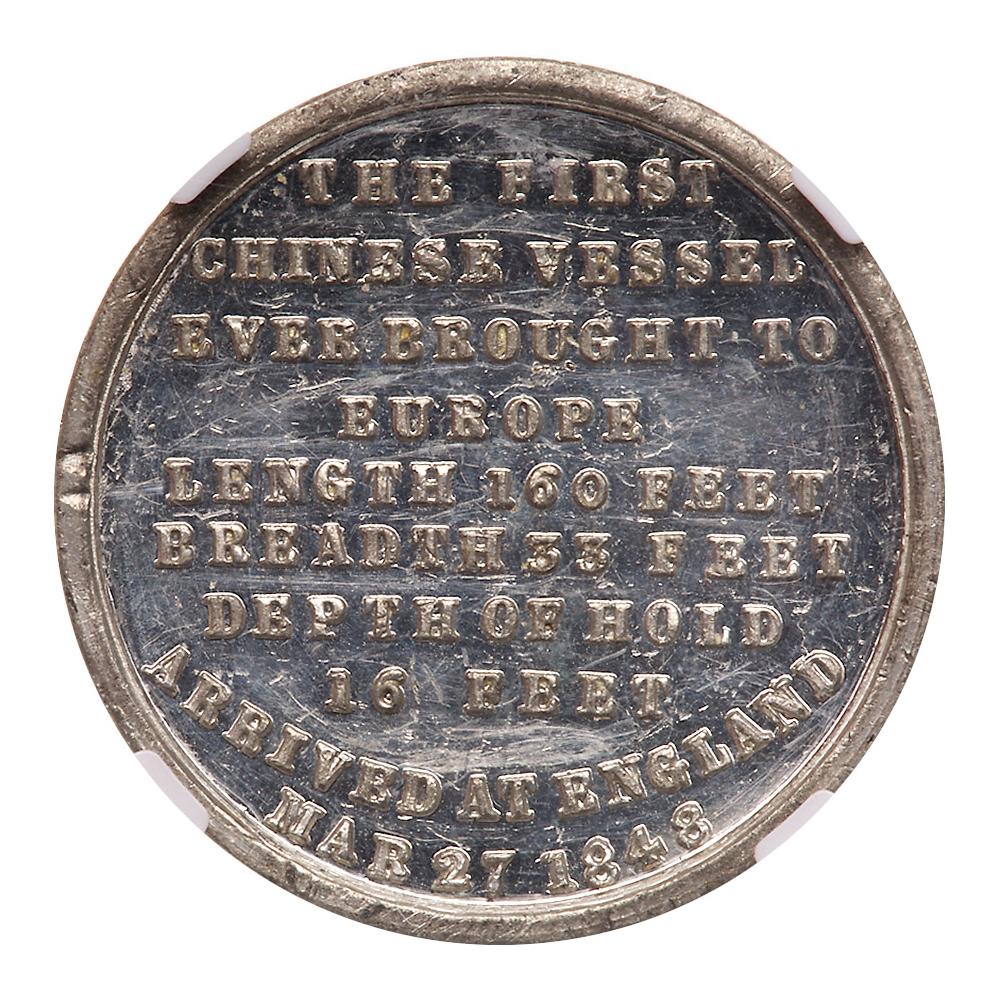 THE FIRST
CHINESE VESSEL
EVER BROUGHT TO
EUROPE
LENGTH 160 FEET
BREADTH 33 FEET
DEPTH OF HOLD
16 FEET
ARRIVED AT ENGLAND
MAR 27 1848